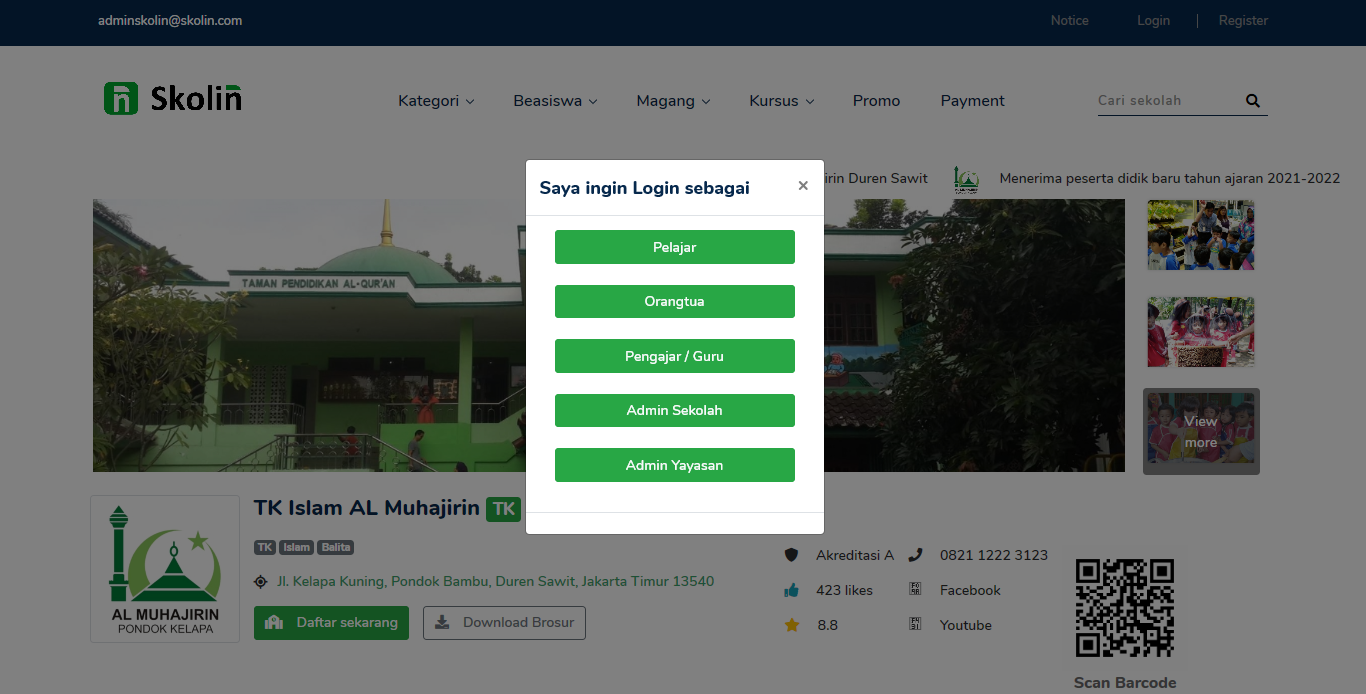 adminskolin@skolin.com
Notice
Login
Register
Skolin
Kategori
Beasiswa
Magang
Kursus
Promo
Payment
Cari sekolah
Duren Sawit
Menerima peserta didik baru tahun ajaran 2021-2022
Saya ingin Login sebagai
×
Pelajar
Orangtua
Pengajar / Guru
Admin Sekolah
Admin Yayasan
TAMAN PENDIDIKAN AL-QUR'AN
View
more
AL MUHAJIRIN
PONDOK KELAPA
TK Islam AL Muhajirin TK
TK Islam Balita
Jl. Kelapa Kuning, Pondok Bambu, Duren Sawit, Jakarta Timur 13540
Daftar sekarang
Download Brosur
Akreditasi A
0821 1222 3123
423 likes
Facebook
8.8
Youtube
Scan Barcode